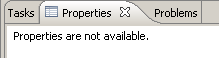 Tasks Properties Problems
Properties are not available.